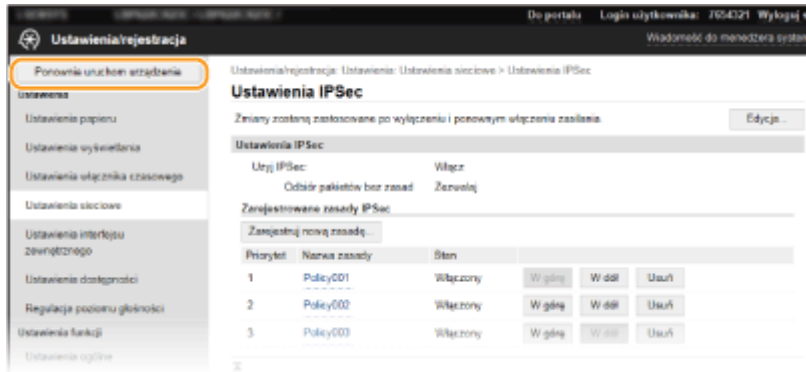 Do portalu Login użytkownika: 7654321 Wyloguj s
Ustawienia/rejestracja
Wiadomość do menedżera system
Ponownie uruchom urządzenie
Ustawienia
Ustawienia papieru
Ustawienia wyświetlania
Ustawienia włącznika czasowego
Ustawienia sieciowe
Ustawienia interfejsu
zewnętrznego
Ustawienia dostępności
Regulacja poziomu głośności
Ustawienia funkcji
Ustawienia ogólne
Ustawienia/rejestracja: Ustawienia: Ustawienia sieciowe > Ustawienia IPSec
Ustawienia IPSec
Zmiany zostaną zastosowane po wyłączeniu i ponownym włączeniu zasilania.
Edycja...
Ustawienia IPSec
Użyj IPSec: Włącz
Odbiór pakietów bez zasad Zezwalaj
Zarejestrowane zasady IPSec
Zarejestruj nową zasadę...
Priorytet Nazwa zasady Stan
1 Policy001 Włączony W górę W dół Usuń
2 Policy002 Włączony W górę W dół Usuń
3 Policy003 Włączony W górę W dół Usuń